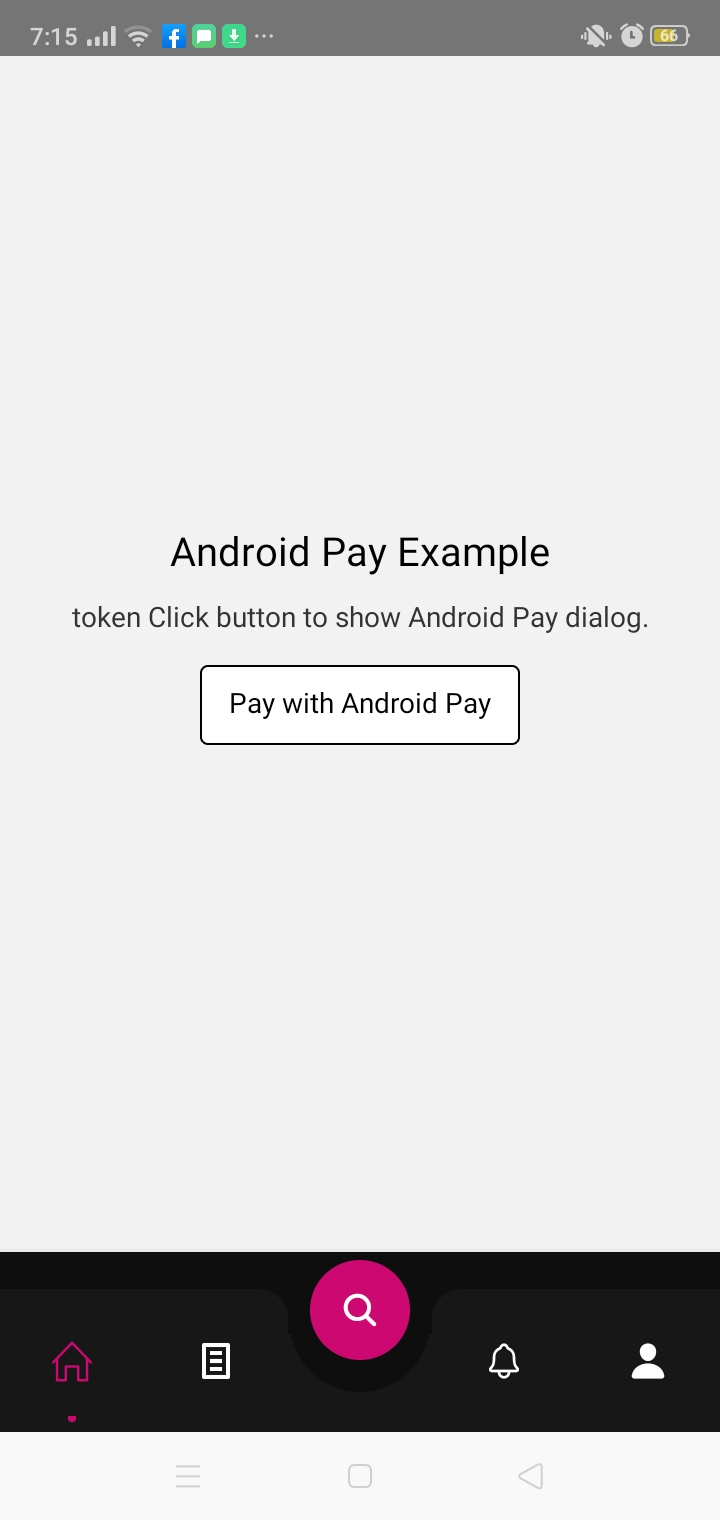 7:15
66
Android Pay Example
token Click button to show Android Pay dialog.
Pay with Android Pay